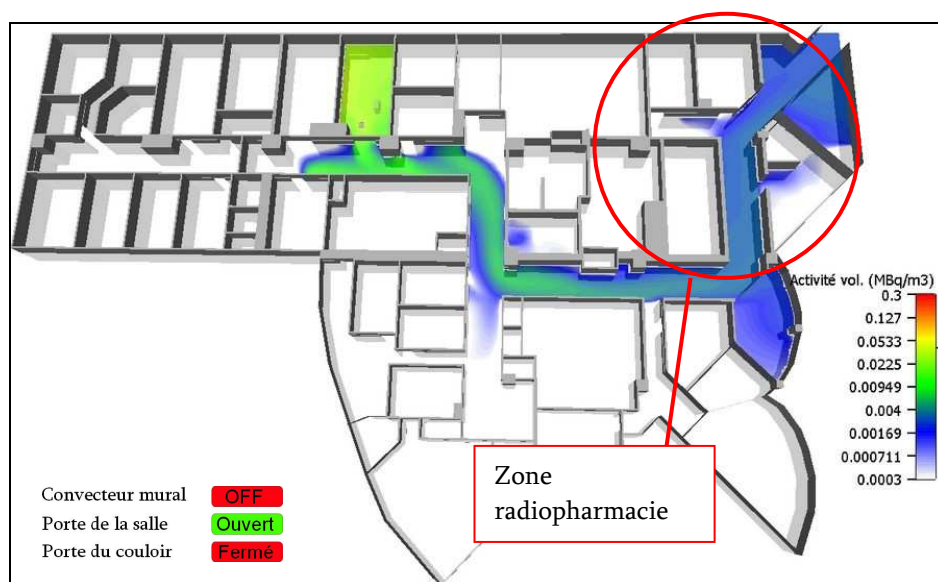 Activité vol. (MBq/m3)
0.3
0.127
0.0533
0.0225
0.00949
0.004
0.00169
0.000711
0.0003
Zone
radiopharmacie
Convecteur mural OFF
Porte de la salle Ouvert
Porte du couloir Fermé